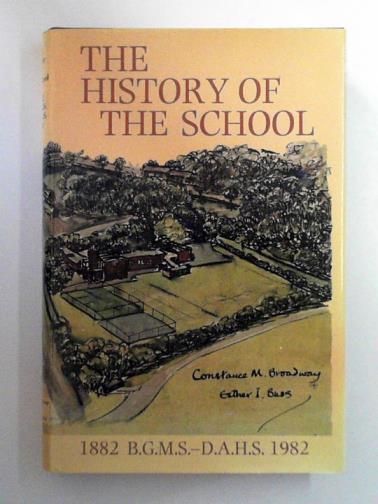 THE
HISTORY OF
THE SCHOOL
Constance M. Broadway
Esther I. Buss
1882 B.G.M.S.–D.A.H.S. 1982